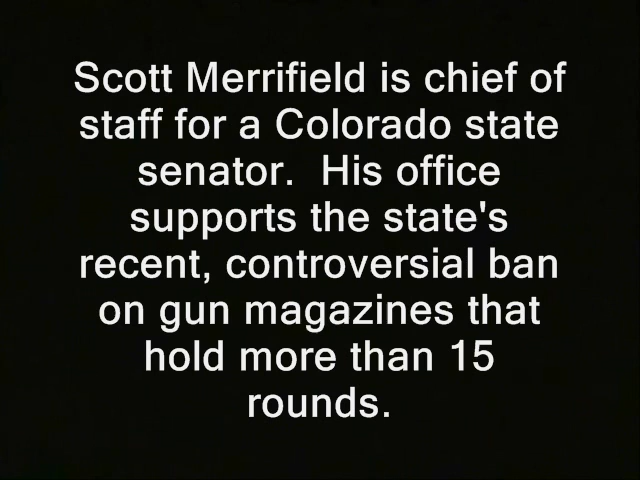 Scott Merrifield is chief of
staff for a Colorado state
senator.  His office
supports the state's
recent, controversial ban
on gun magazines that
hold more than 15
rounds.